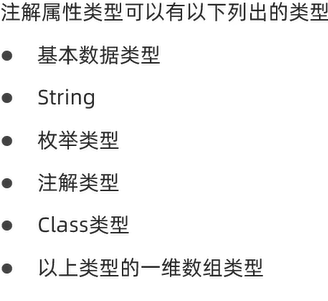 注解属性类型可以有以下列出的类型
● 基本数据类型
● String
● 枚举类型
● 注解类型
● Class类型
● 以上类型的一维数组类型